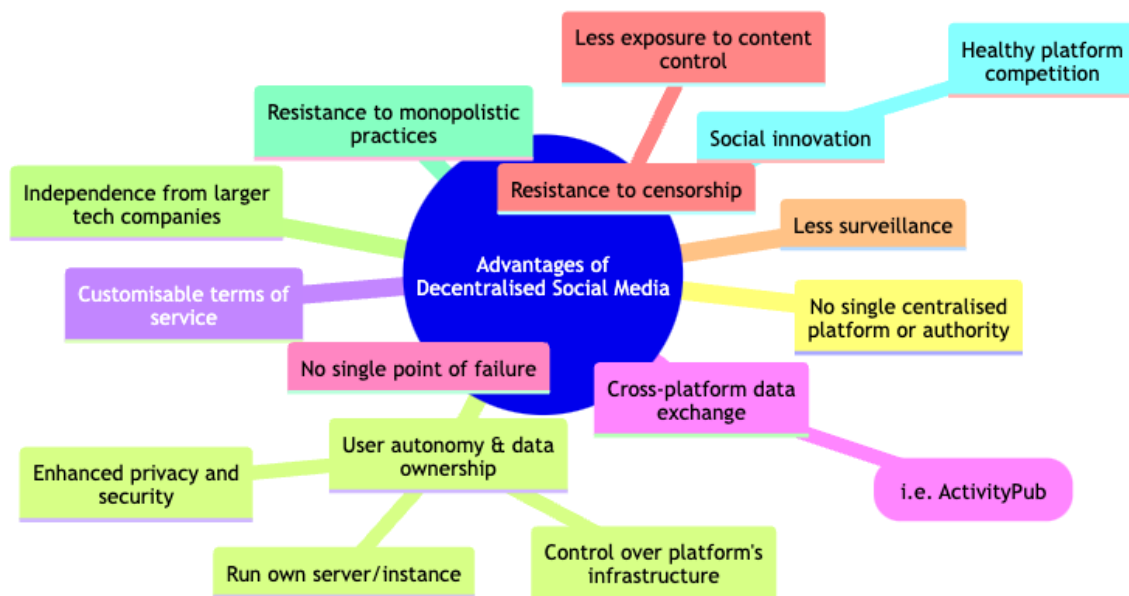 Less exposure to content
control
Healthy platform
competition
Resistance to monopolistic
practices
Social innovation
Independence from larger
tech companies
Resistance to censorship
Less surveillance
Advantages of
Decentralised Social Media
Customisable terms of
service
No single centralised
platform or authority
No single point of failure
Cross-platform data
exchange
User autonomy & data
ownership
Enhanced privacy and
security
i.e. ActivityPub
Run own server/instance
Control over platform's
infrastructure